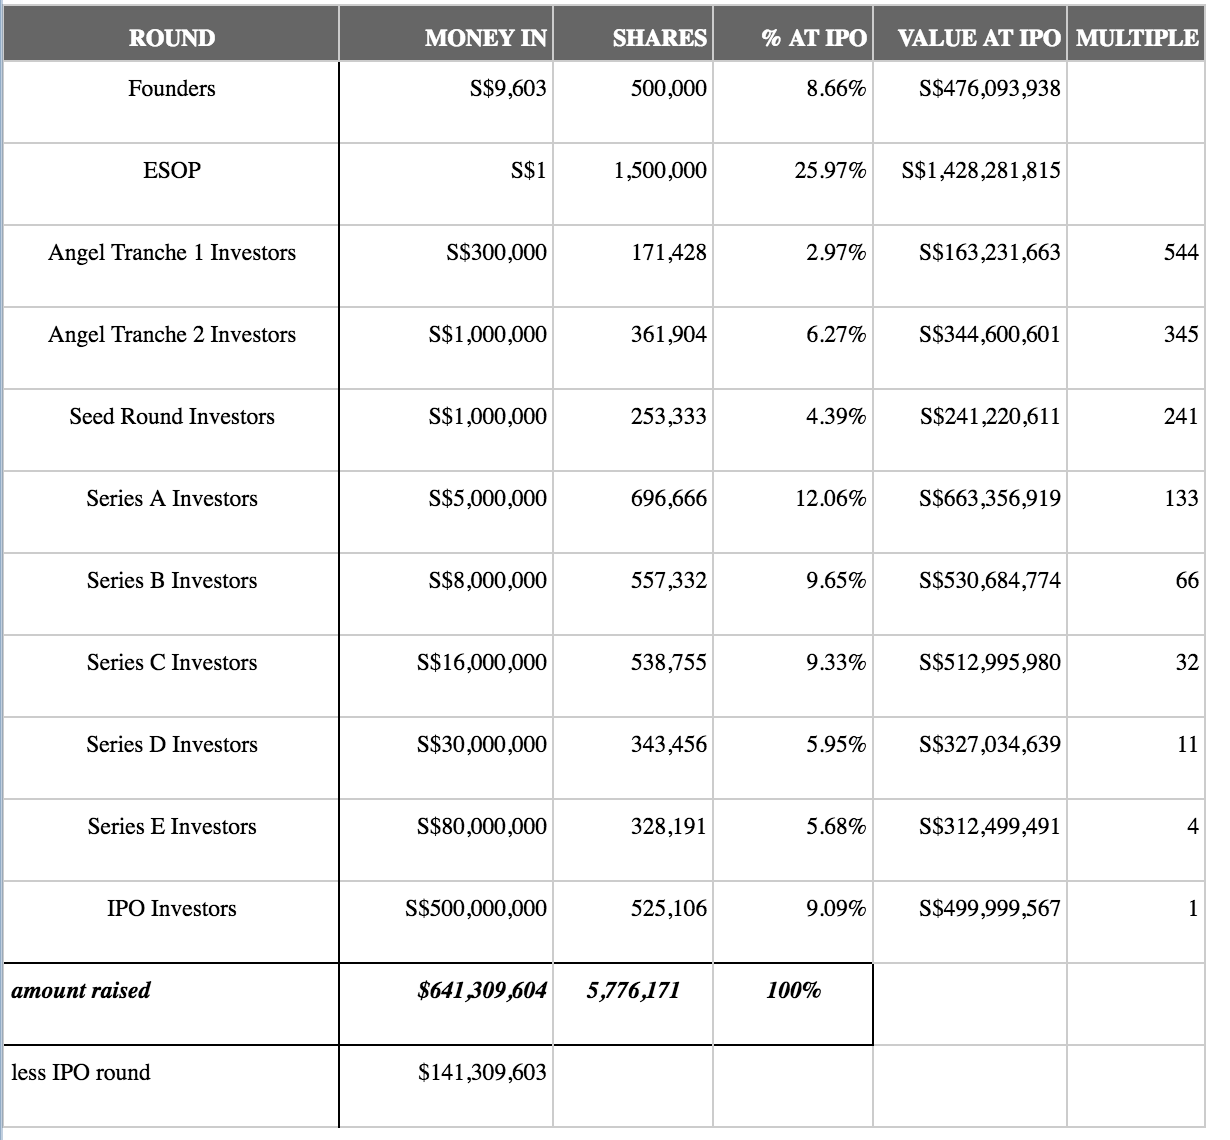 ROUND MONEY IN SHARES % AT IPO VALUE AT IPO MULTIPLE
Founders S$9,603 500,000 8.66% S$476,093,938
ESOP S$1 1,500,000 25.97% S$1,428,281,815
Angel Tranche 1 Investors S$300,000 171,428 2.97% S$163,231,663 544
Angel Tranche 2 Investors S$1,000,000 361,904 6.27% S$344,600,601 345
Seed Round Investors S$1,000,000 253,333 4.39% S$241,220,611 241
Series A Investors S$5,000,000 696,666 12.06% S$663,356,919 133
Series B Investors S$8,000,000 557,332 9.65% S$530,684,774 66
Series C Investors S$16,000,000 538,755 9.33% S$512,995,980 32
Series D Investors S$30,000,000 343,456 5.95% S$327,034,639 11
Series E Investors S$80,000,000 328,191 5.68% S$312,499,491 4
IPO Investors S$500,000,000 525,106 9.09% S$499,999,567 1
amount raised $641,309,604 5,776,171 100%
less IPO round $141,309,603